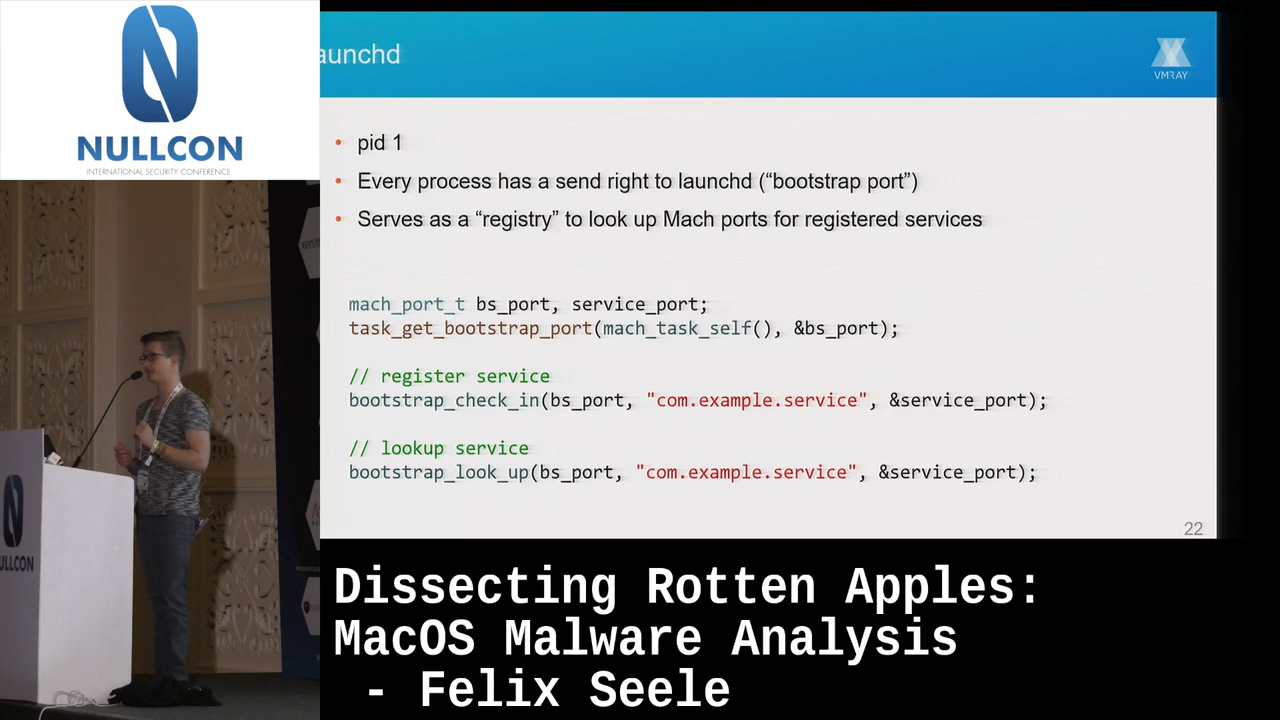 NULLCON
INTERNATIONAL SECURITY CONFERENCE
aunchd
VMRAY
• pid 1
• Every process has a send right to launchd (“bootstrap port”)
• Serves as a “registry” to look up Mach ports for registered services
mach_port_t bs_port, service_port;
task_get_bootstrap_port(mach_task_self(), &bs_port);
// register service
bootstrap_check_in(bs_port, "com.example.service", &service_port);
// lookup service
bootstrap_look_up(bs_port, "com.example.service", &service_port);
22
ULLCON
Dissecting Rotten Apples:
MacOS Malware Analysis
- Felix Seele